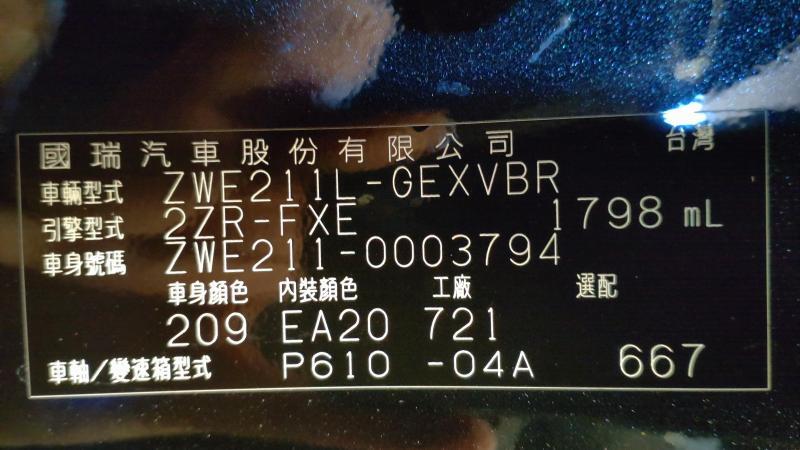 國瑞汽車股份有限公司 台灣
車輛型式 ZWE211L-GEXVBR
引擎型式 2ZR-FXE 1798 mL
車身號碼 ZWE211-0003794
車身顏色 內裝顏色 工廠 選配
209 EA20 721
車軸/變速箱型式 P610 -04A 667